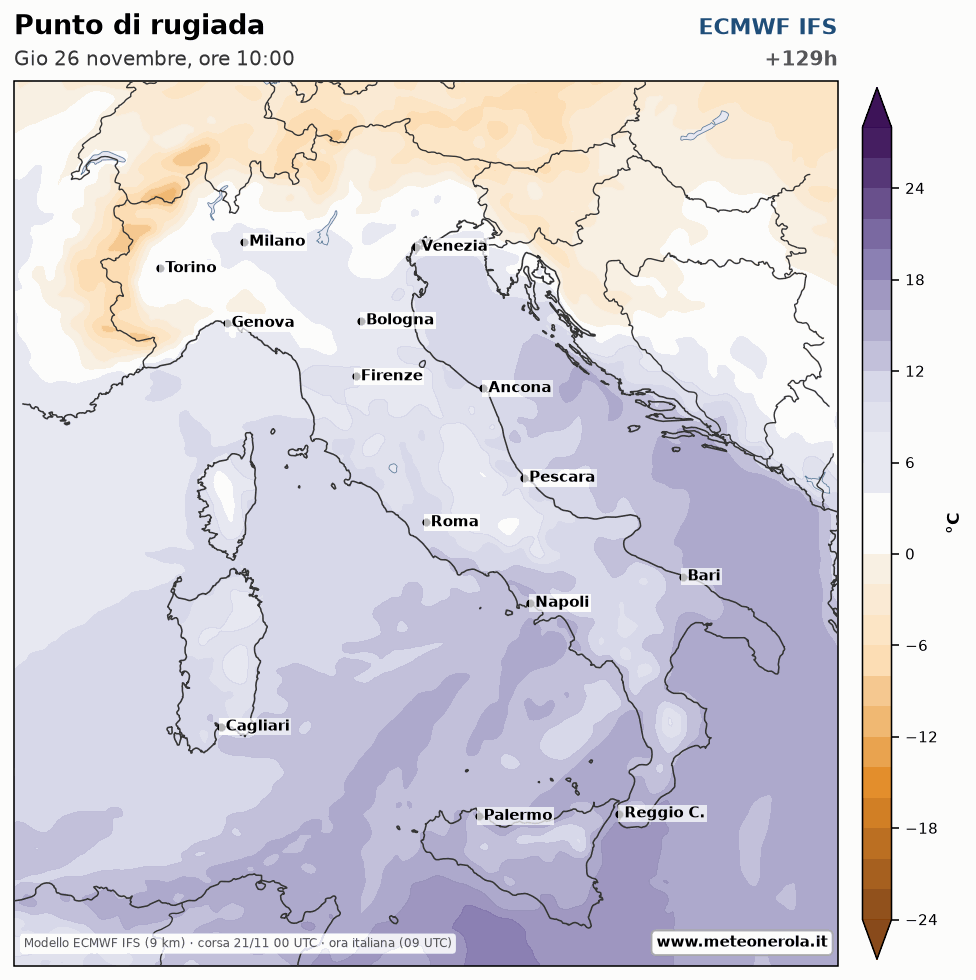 Punto di rugiada
ECMWF IFS
Gio 26 novembre, ore 10:00
+129h
Milano
Venezia
Torino
Genova
Bologna
Firenze
Ancona
Pescara
Roma
Bari
Napoli
Cagliari
Palermo
Reggio C.
24
18
12
6
0
−6
−12
−18
−24
°C
Modello ECMWF IFS (9 km) · corsa 21/11 00 UTC · ora italiana (09 UTC)
www.meteonerola.it